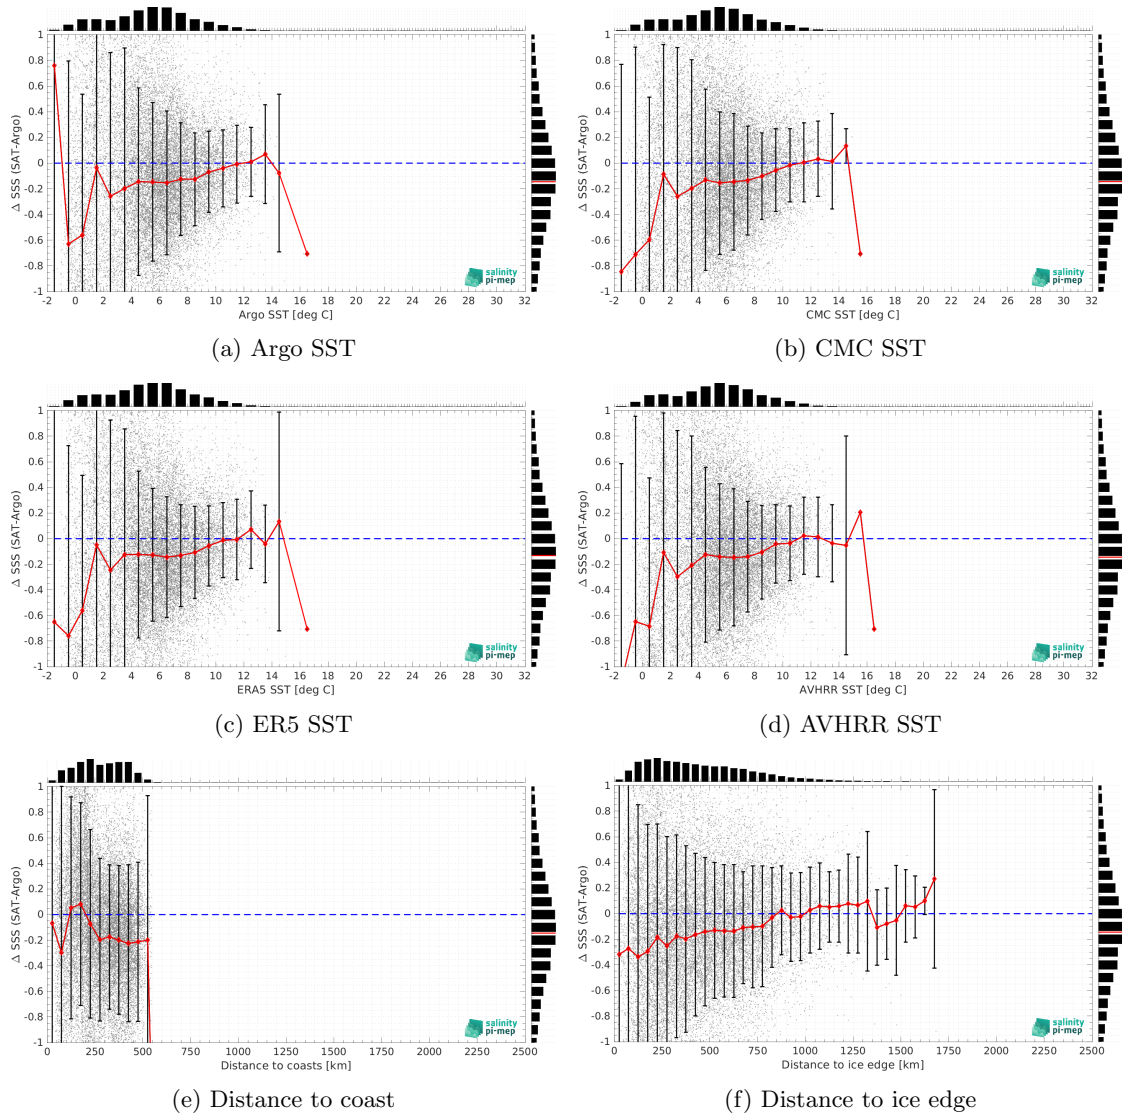 1
0.8
0.6
0.4
0.2
0
-0.2
-0.4
-0.6
-0.8
-1
Δ SSS (SAT-Argo)
salinity
pi-mep
-2 0 2 4 6 8 10 12 14 16 18 20 22 24 26 28 30 32
Argo SST [deg C]
(a) Argo SST
1
0.8
0.6
0.4
0.2
0
-0.2
-0.4
-0.6
-0.8
-1
Δ SSS (SAT-Argo)
salinity
pi-mep
-2 0 2 4 6 8 10 12 14 16 18 20 22 24 26 28 30 32
CMC SST [deg C]
(b) CMC SST
1
0.8
0.6
0.4
0.2
0
-0.2
-0.4
-0.6
-0.8
-1
Δ SSS (SAT-Argo)
salinity
pi-mep
-2 0 2 4 6 8 10 12 14 16 18 20 22 24 26 28 30 32
ERA5 SST [deg C]
(c) ER5 SST
1
0.8
0.6
0.4
0.2
0
-0.2
-0.4
-0.6
-0.8
-1
Δ SSS (SAT-Argo)
salinity
pi-mep
-2 0 2 4 6 8 10 12 14 16 18 20 22 24 26 28 30 32
AVHRR SST [deg C]
(d) AVHRR SST
1
0.8
0.6
0.4
0.2
0
-0.2
-0.4
-0.6
-0.8
-1
Δ SSS (SAT-Argo)
salinity
pi-mep
0 250 500 750 1000 1250 1500 1750 2000 2250 2500
Distance to coasts [km]
(e) Distance to coast
1
0.8
0.6
0.4
0.2
0
-0.2
-0.4
-0.6
-0.8
-1
Δ SSS (SAT-Argo)
salinity
pi-mep
0 250 500 750 1000 1250 1500 1750 2000 2250 2500
Distance to ice edge [km]
(f) Distance to ice edge